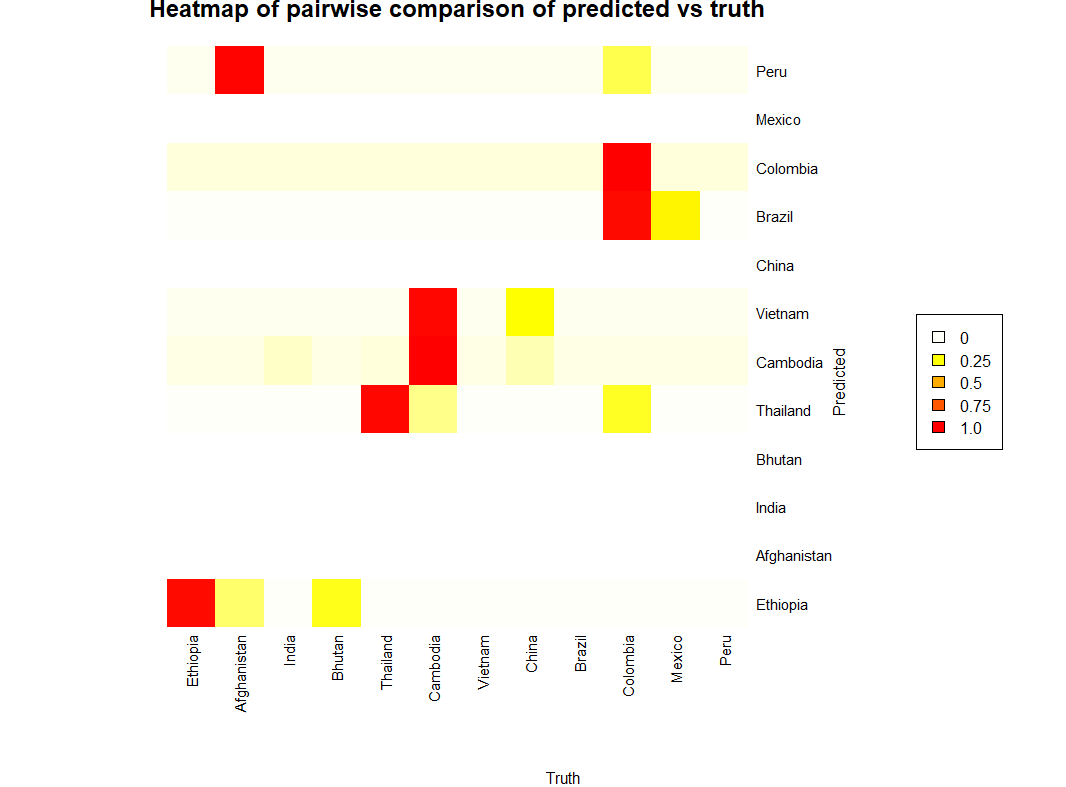 Heatmap of pairwise comparison of predicted vs truth
Peru
Mexico
Colombia
Brazil
China
Vietnam
Cambodia
Thailand
Bhutan
India
Afghanistan
Ethiopia
Predicted
0
0.25
0.5
0.75
1.0
Ethiopia
Afghanistan
India
Bhutan
Thailand
Cambodia
Vietnam
China
Brazil
Colombia
Mexico
Peru
Truth